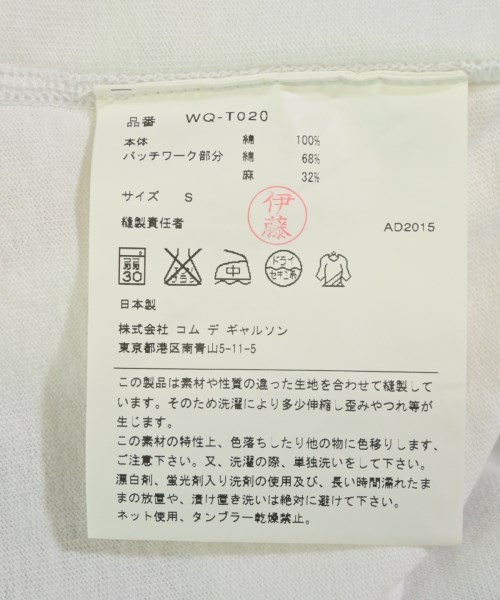 品番 WQ-T020
本体 綿 100%
パッチワーク部分 綿 68%
麻 32%
サイズ S
縫製責任者 伊藤 AD2015
弱 30
エンソ サラシ
中
ドライ セキユ系
日本製
株式会社 コム デ ギャルソン
東京都港区南青山5-11-5
この製品は素材や性質の違った生地を合わせて縫製して
います。そのため洗濯により多少伸縮し歪みやつれ等が
生じます。
この素材の特性上、色落ちしたり他の物に色移りします、
ご注意下さい。又、洗濯の際、単独洗いをして下さい。
漂白剤、蛍光剤入り洗剤の使用及び、長い時間濡れたま
まの放置や、漬け置き洗いは絶対に避けて下さい。
ネット使用、タンブラー乾燥禁止。